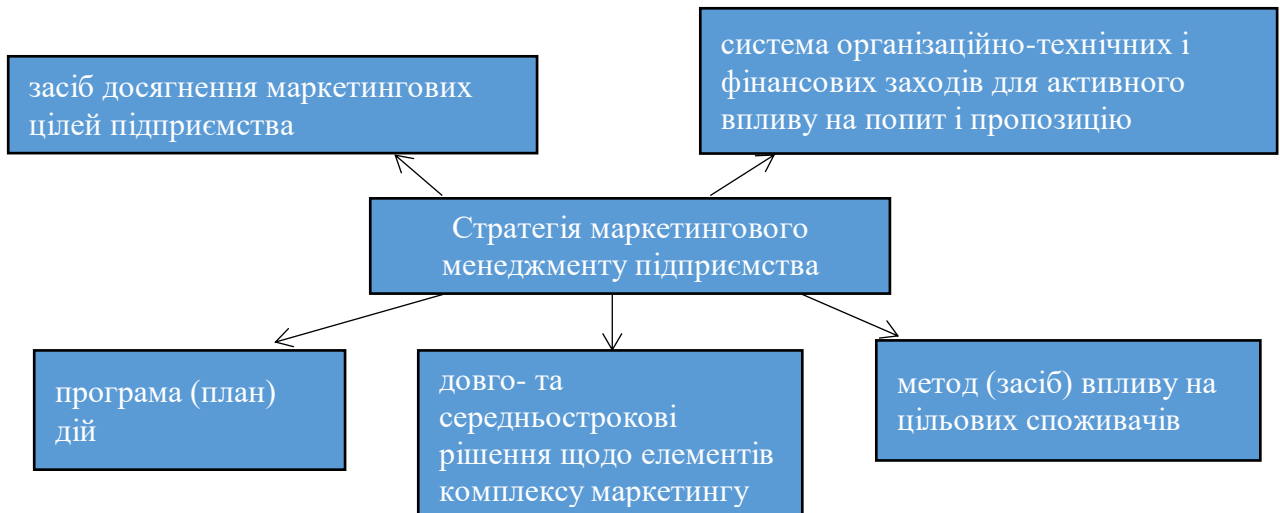 засіб досягнення маркетингових
цілей підприємства
система організаційно-технічних і
фінансових заходів для активного
впливу на попит і пропозицію
Стратегія маркетингового
менеджменту підприємства
програма (план)
дій
довго- та
середньострокові
рішення щодо елементів
комплексу маркетингу
метод (засіб) впливу на
цільових споживачів